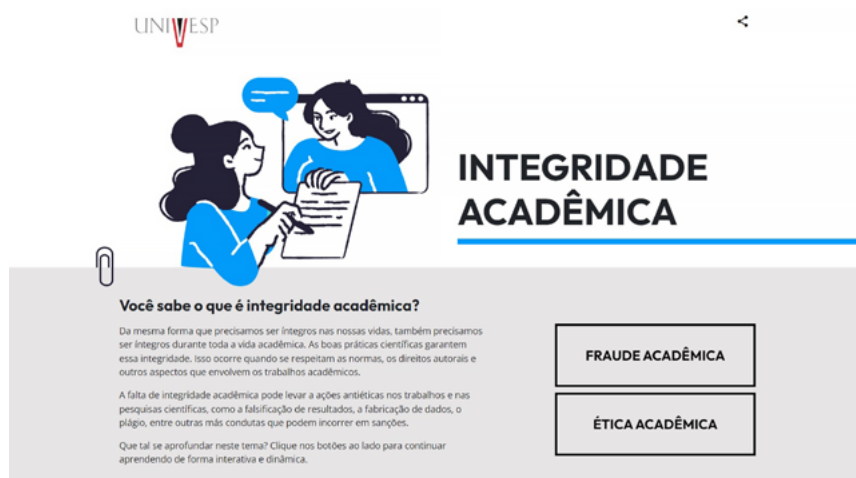 UNIVESP
INTEGRIDADE
ACADÊMICA
Você sabe o que é integridade acadêmica?
Da mesma forma que precisamos ser íntegros nas nossas vidas, também precisamos
ser íntegros durante toda a vida acadêmica. As boas práticas científicas garantem
essa integridade. Isso ocorre quando se respeitam as normas, os direitos autorais e
outros aspectos que envolvem os trabalhos acadêmicos.
A falta de integridade acadêmica pode levar a ações antiéticas nos trabalhos e nas
pesquisas científicas, como a falsificação de resultados, a fabricação de dados, o
plágio, entre outras más condutas que podem incorrer em sanções.
Que tal se aprofundar neste tema? Clique nos botões ao lado para continuar
aprendendo de forma interativa e dinâmica.
FRAUDE ACADÊMICA
ÉTICA ACADÊMICA